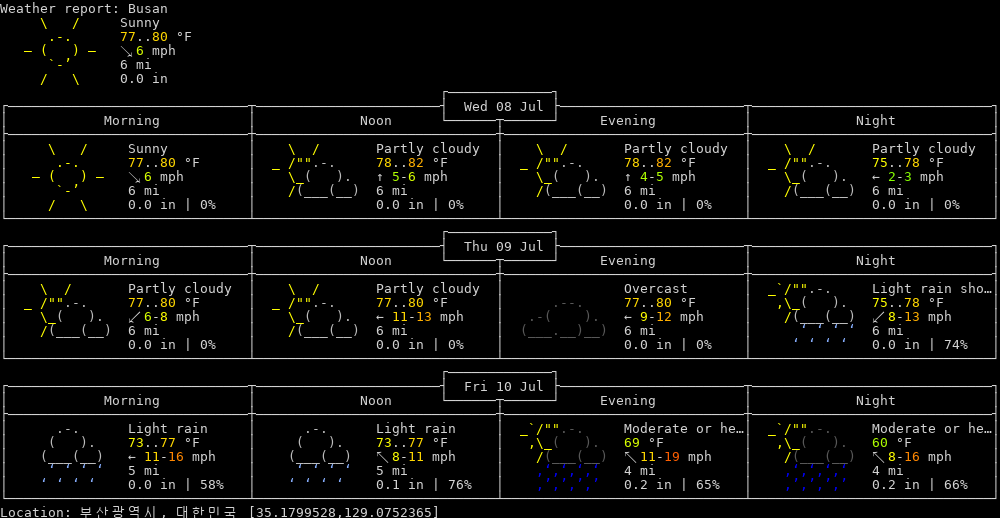 Weather report: Busan
Sunny
77..80 °F
↘6 mph
6 mi
0.0 in
Wed 08 Jul
Morning Noon Evening Night
Sunny Partly cloudy Partly cloudy Partly cloudy
77..80 °F 78..82 °F 78..82 °F 75..78 °F
↘6 mph ↑ 5-6 mph ↑ 4-5 mph ← 2-3 mph
6 mi 6 mi 6 mi 6 mi
0.0 in | 0% 0.0 in | 0% 0.0 in | 0% 0.0 in | 0%
Thu 09 Jul
Morning Noon Evening Night
Partly cloudy Partly cloudy Overcast Light rain sho…
77..80 °F 77..80 °F 77..80 °F 75..78 °F
↙6-8 mph ← 11-13 mph ← 9-12 mph ↙ 8-13 mph
6 mi 6 mi 6 mi 6 mi
0.0 in | 0% 0.0 in | 0% 0.0 in | 0% 0.0 in | 74%
Fri 10 Jul
Morning Noon Evening Night
Light rain Light rain Moderate or he… Moderate or he…
73..77 °F 73..77 °F 69 °F 60 °F
← 11-16 mph ↖ 8-11 mph ↖ 11-19 mph ↖ 8-16 mph
5 mi 5 mi 4 mi 4 mi
0.0 in | 58% 0.1 in | 76% 0.2 in | 65% 0.2 in | 66%
Location: 부산광역시, 대한민국 [35.1799528,129.0752365]